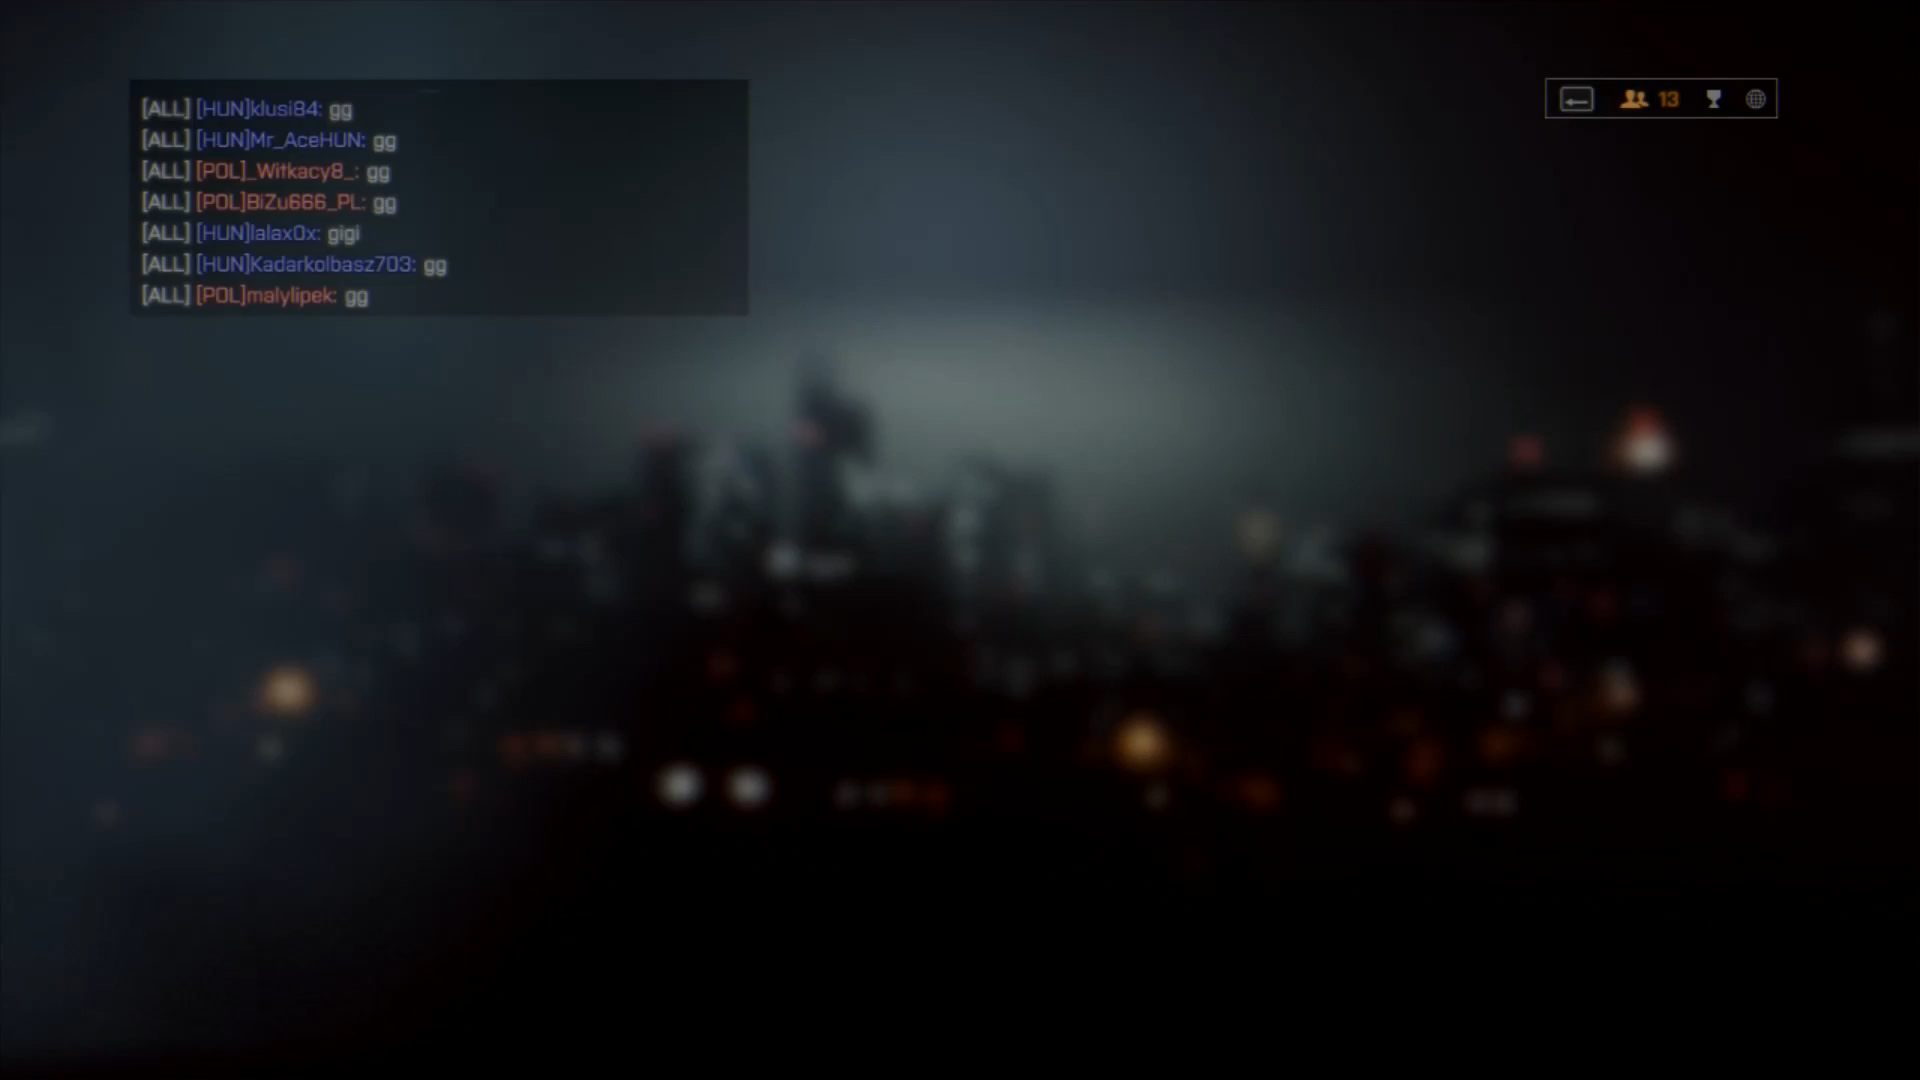 [ALL] [HUN]klusi84: gg
[ALL] [HUN]Mr_AceHUN: gg
[ALL] [POL]_Witkacy8_: gg
[ALL] [POL]BiZu666_PL: gg
[ALL] [HUN]lalax0x: gigi
[ALL] [HUN]Kadarkolbasz703: gg
[ALL] [POL]malylipek: gg
13